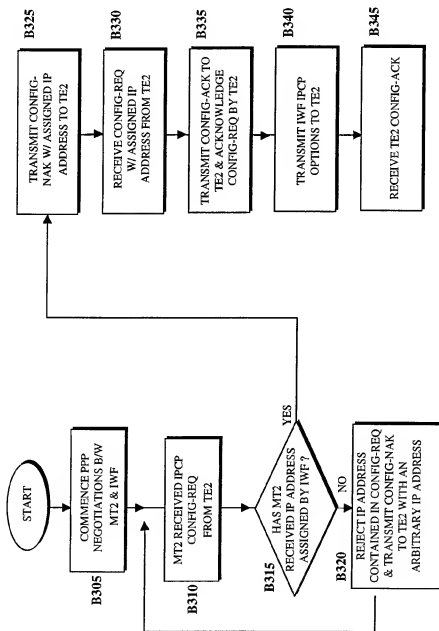 START
B305
COMMENCE PPP
NEGOTIATIONS B/W
MT2 & IWF
B310
MT2 RECEIVED IPCP
CONFIG-REQ
FROM TE2
B315
HAS MT2
RECEIVED IP ADDRESS
ASSIGNED BY IWF ?
YES
NO
B320
REJECT IP ADDRESS
CONTAINED IN CONFIG-REQ
& TRANSMIT CONFIG-NAK
TO TE2 WITH AN
ARBITRARY IP ADDRESS
B325
TRANSMIT CONFIG-
NAK W/ ASSIGNED IP
ADDRESS TO TE2
B330
RECEIVE CONFIG-REQ
W/ ASSIGNED IP
ADDRESS FROM TE2
B335
TRANSMIT CONFIG-ACK TO
TE2 & ACKNOWLEDGE
CONFIG-REQ BY TE2
B340
TRANSMIT IWF IPCP
OPTIONS TO TE2
B345
RECEIVE TE2 CONFIG-ACK